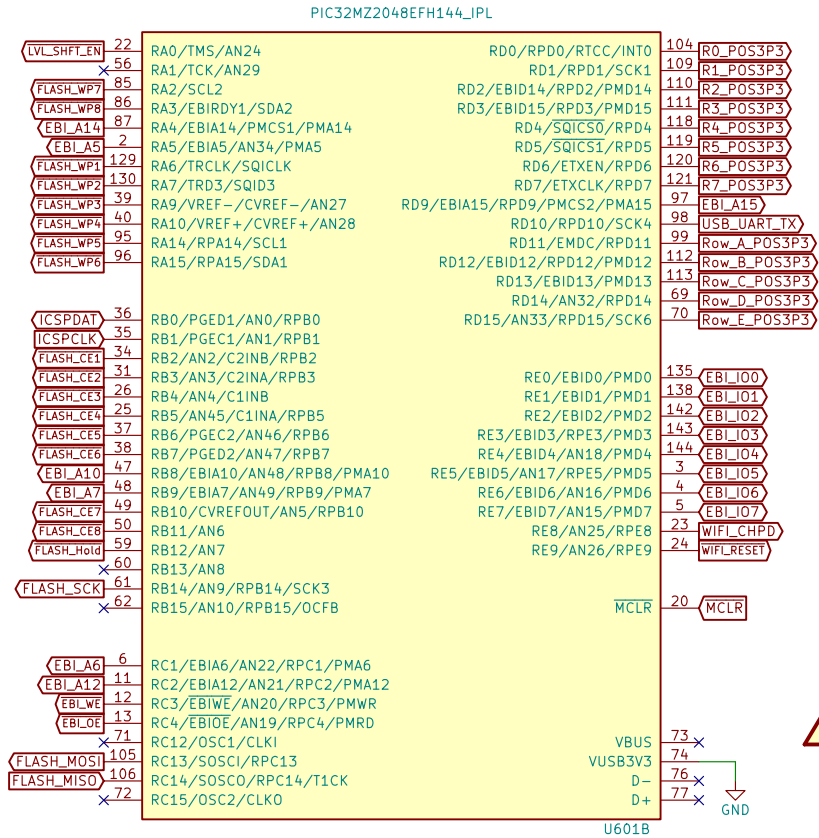 PIC32MZ2048EFH144_IPL
LVL_SHFT_EN 22 RA0/TMS/AN24 RD0/RPD0/RTCC/INT0 104 R0_POS3P3
56 RA1/TCK/AN29 RD1/RPD1/SCK1 109 R1_POS3P3
FLASH_WP7 85 RA2/SCL2 RD2/EBID14/RPD2/PMD14 110 R2_POS3P3
FLASH_WP8 86 RA3/EBIRDY1/SDA2 RD3/EBID15/RPD3/PMD15 111 R3_POS3P3
EBI_A14 87 RA4/EBIA14/PMCS1/PMA14 RD4/SQICS0/RPD4 118 R4_POS3P3
EBI_A5 2 RA5/EBIA5/AN34/PMA5 RD5/SQICS1/RPD5 119 R5_POS3P3
FLASH_WP1 129 RA6/TRCLK/SQICLK RD6/ETXEN/RPD6 120 R6_POS3P3
FLASH_WP2 130 RA7/TRD3/SQID3 RD7/ETXCLK/RPD7 121 R7_POS3P3
FLASH_WP3 39 RA9/VREF-/CVREF-/AN27 RD9/EBIA15/RPD9/PMCS2/PMA15 97 EBI_A15
FLASH_WP4 40 RA10/VREF+/CVREF+/AN28 RD10/RPD10/SCK4 98 USB_UART_TX
FLASH_WP5 95 RA14/RPA14/SCL1 RD11/EMDC/RPD11 99 Row_A_POS3P3
FLASH_WP6 96 RA15/RPA15/SDA1 RD12/EBID12/RPD12/PMD12 112 Row_B_POS3P3
RD13/EBID13/PMD13 113 Row_C_POS3P3
RD14/AN32/RPD14 69 Row_D_POS3P3
ICSPDAT 36 RB0/PGED1/AN0/RPB0 RD15/AN33/RPD15/SCK6 70 Row_E_POS3P3
ICSPCLK 35 RB1/PGEC1/AN1/RPB1
FLASH_CE1 34 RB2/AN2/C2INB/RPB2
FLASH_CE2 31 RB3/AN3/C2INA/RPB3 RE0/EBID0/PMD0 135 EBI_IO0
FLASH_CE3 26 RB4/AN4/C1INB RE1/EBID1/PMD1 138 EBI_IO1
FLASH_CE4 25 RB5/AN45/C1INA/RPB5 RE2/EBID2/PMD2 142 EBI_IO2
FLASH_CE5 37 RB6/PGEC2/AN46/RPB6 RE3/EBID3/RPE3/PMD3 143 EBI_IO3
FLASH_CE6 38 RB7/PGED2/AN47/RPB7 RE4/EBID4/AN18/PMD4 144 EBI_IO4
EBI_A10 47 RB8/EBIA10/AN48/RPB8/PMA10 RE5/EBID5/AN17/RPE5/PMD5 3 EBI_IO5
EBI_A7 48 RB9/EBIA7/AN49/RPB9/PMA7 RE6/EBID6/AN16/PMD6 4 EBI_IO6
FLASH_CE7 49 RB10/CVREFOUT/AN5/RPB10 RE7/EBID7/AN15/PMD7 5 EBI_IO7
FLASH_CE8 50 RB11/AN6 RE8/AN25/RPE8 23 WIFI_CHPD
FLASH_Hold 59 RB12/AN7 RE9/AN26/RPE9 24 WIFI_RESET
60 RB13/AN8
FLASH_SCK 61 RB14/AN9/RPB14/SCK3
62 RB15/AN10/RPB15/OCFB MCLR 20 MCLR
EBI_A6 6 RC1/EBIA6/AN22/RPC1/PMA6
EBI_A12 11 RC2/EBIA12/AN21/RPC2/PMA12
EBI_WE 12 RC3/EBIWE/AN20/RPC3/PMWR
EBI_OE 13 RC4/EBIOE/AN19/RPC4/PMRD
71 RC12/OSC1/CLKI VBUS 73
FLASH_MOSI 105 RC13/SOSCI/RPC13 VUSB3V3 74
FLASH_MISO 106 RC14/SOSCO/RPC14/T1CK D- 76
72 RC15/OSC2/CLKO D+ 77
GND
U601B